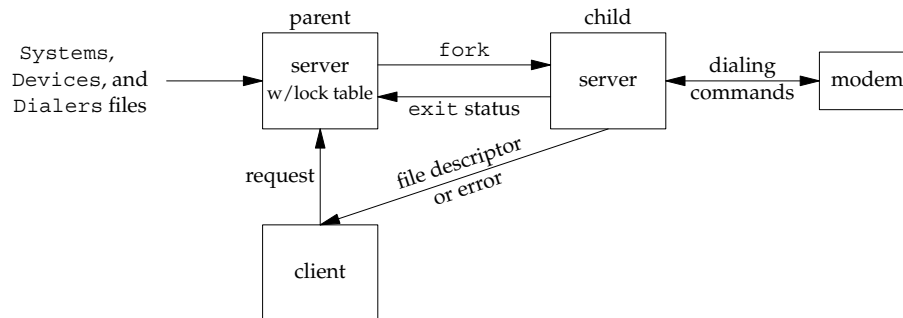 parent
child
Systems,
Devices, and
Dialers files
server
w/lock table
fork
exit status
server
dialing
commands
modem
request
file descriptor
or error
client